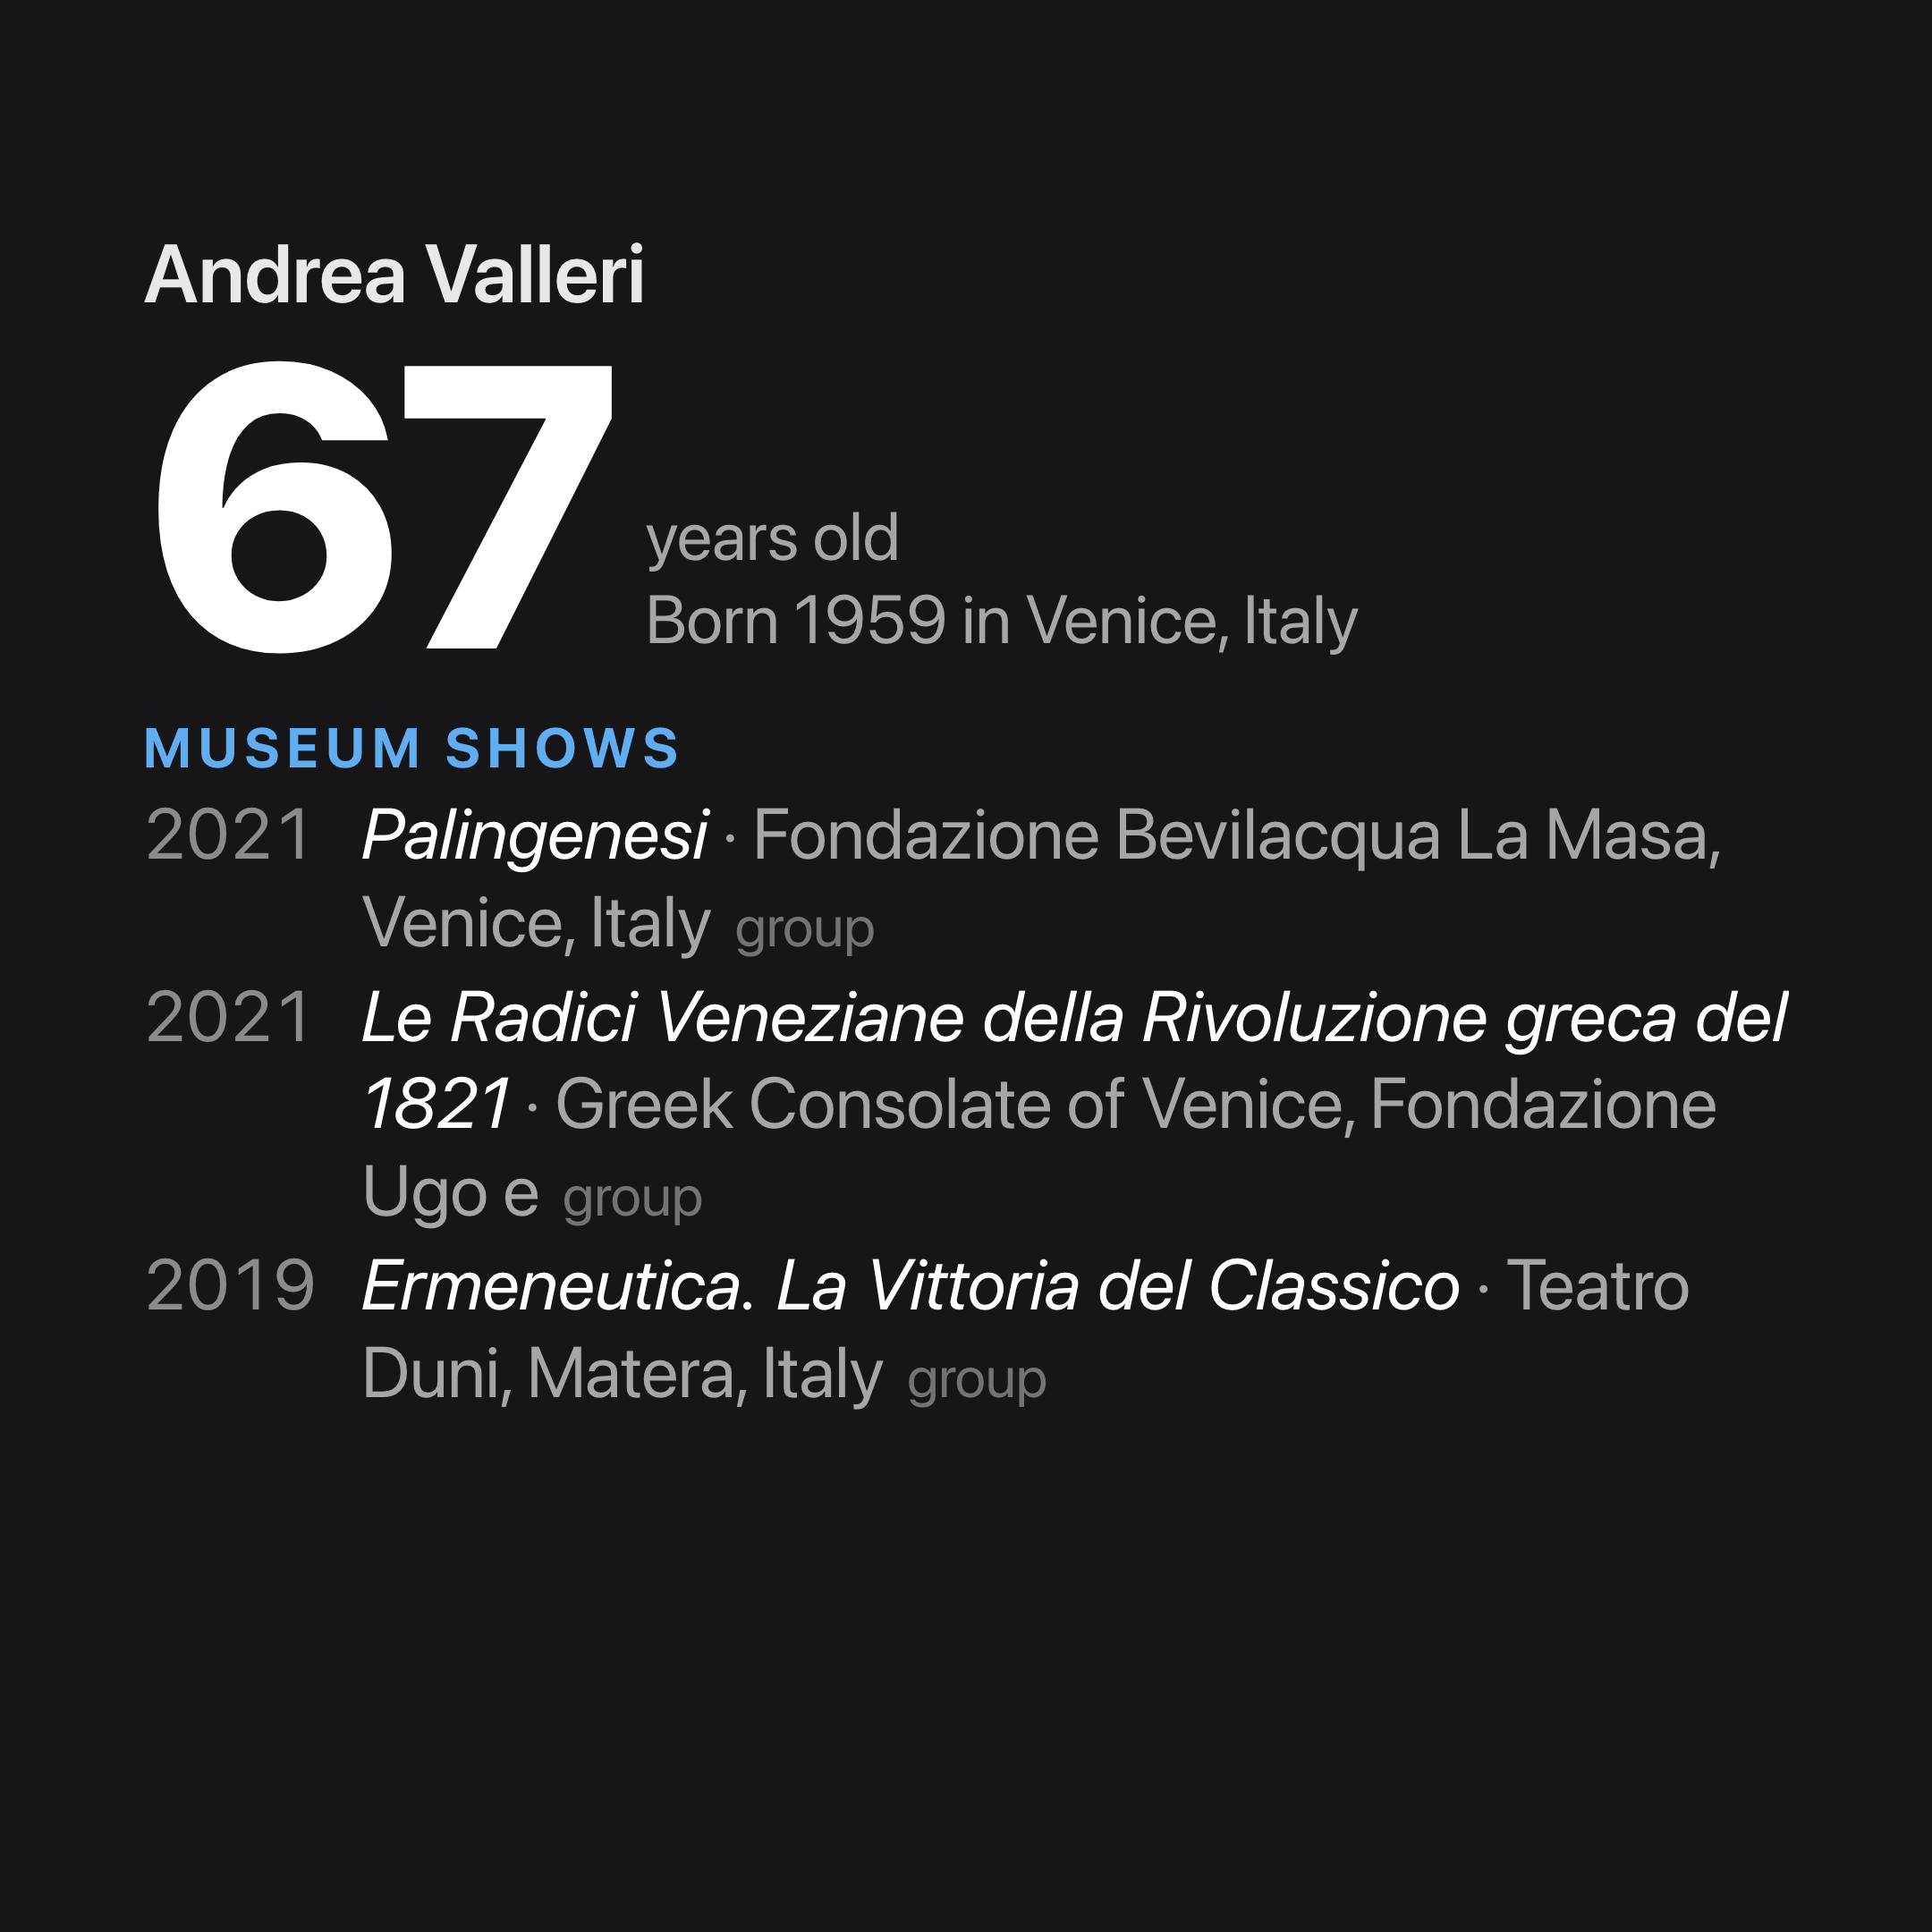 Andrea Valleri
67
years old
Born 1959 in Venice, Italy
MUSEUM SHOWS
2021 Palingenesi · Fondazione Bevilacqua La Masa,
Venice, Italy group
2021 Le Radici Veneziane della Rivoluzione greca del
1821 · Greek Consolate of Venice, Fondazione
Ugo e group
2019 Ermeneutica. La Vittoria del Classico · Teatro
Duni, Matera, Italy group